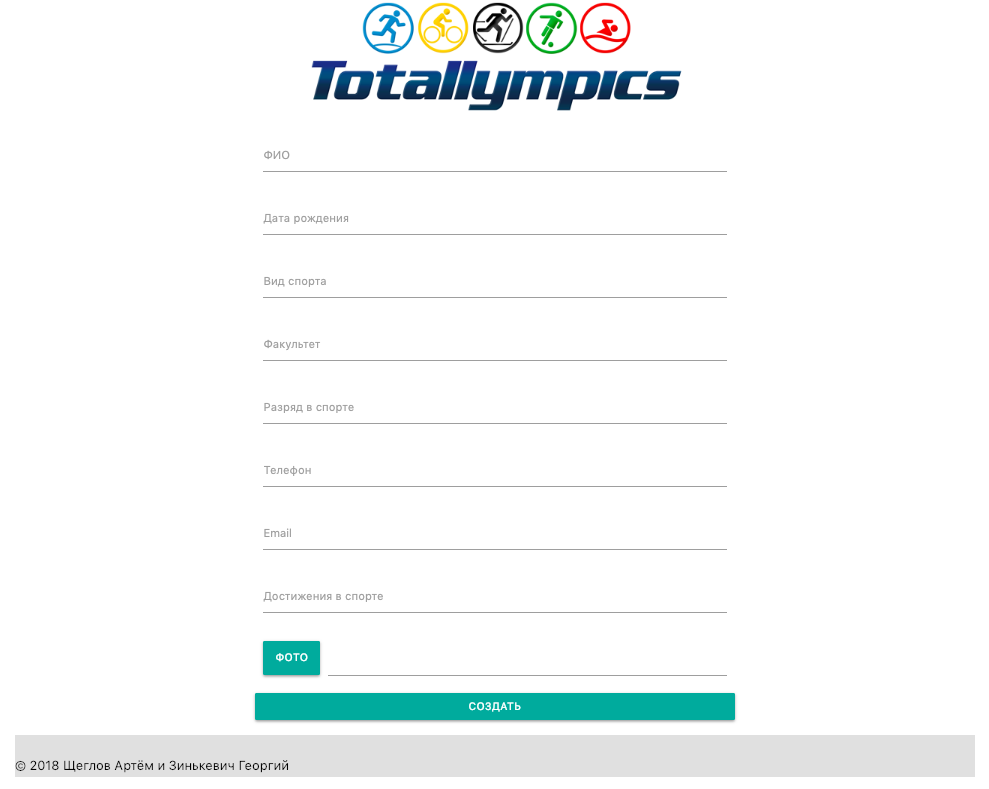 Totallympics
ФИО
Дата рождения
Вид спорта
Факультет
Разряд в спорте
Телефон
Email
Достижения в спорте
ФОТО
СОЗДАТЬ
© 2018 Щеглов Артём и Зинькевич Георгий